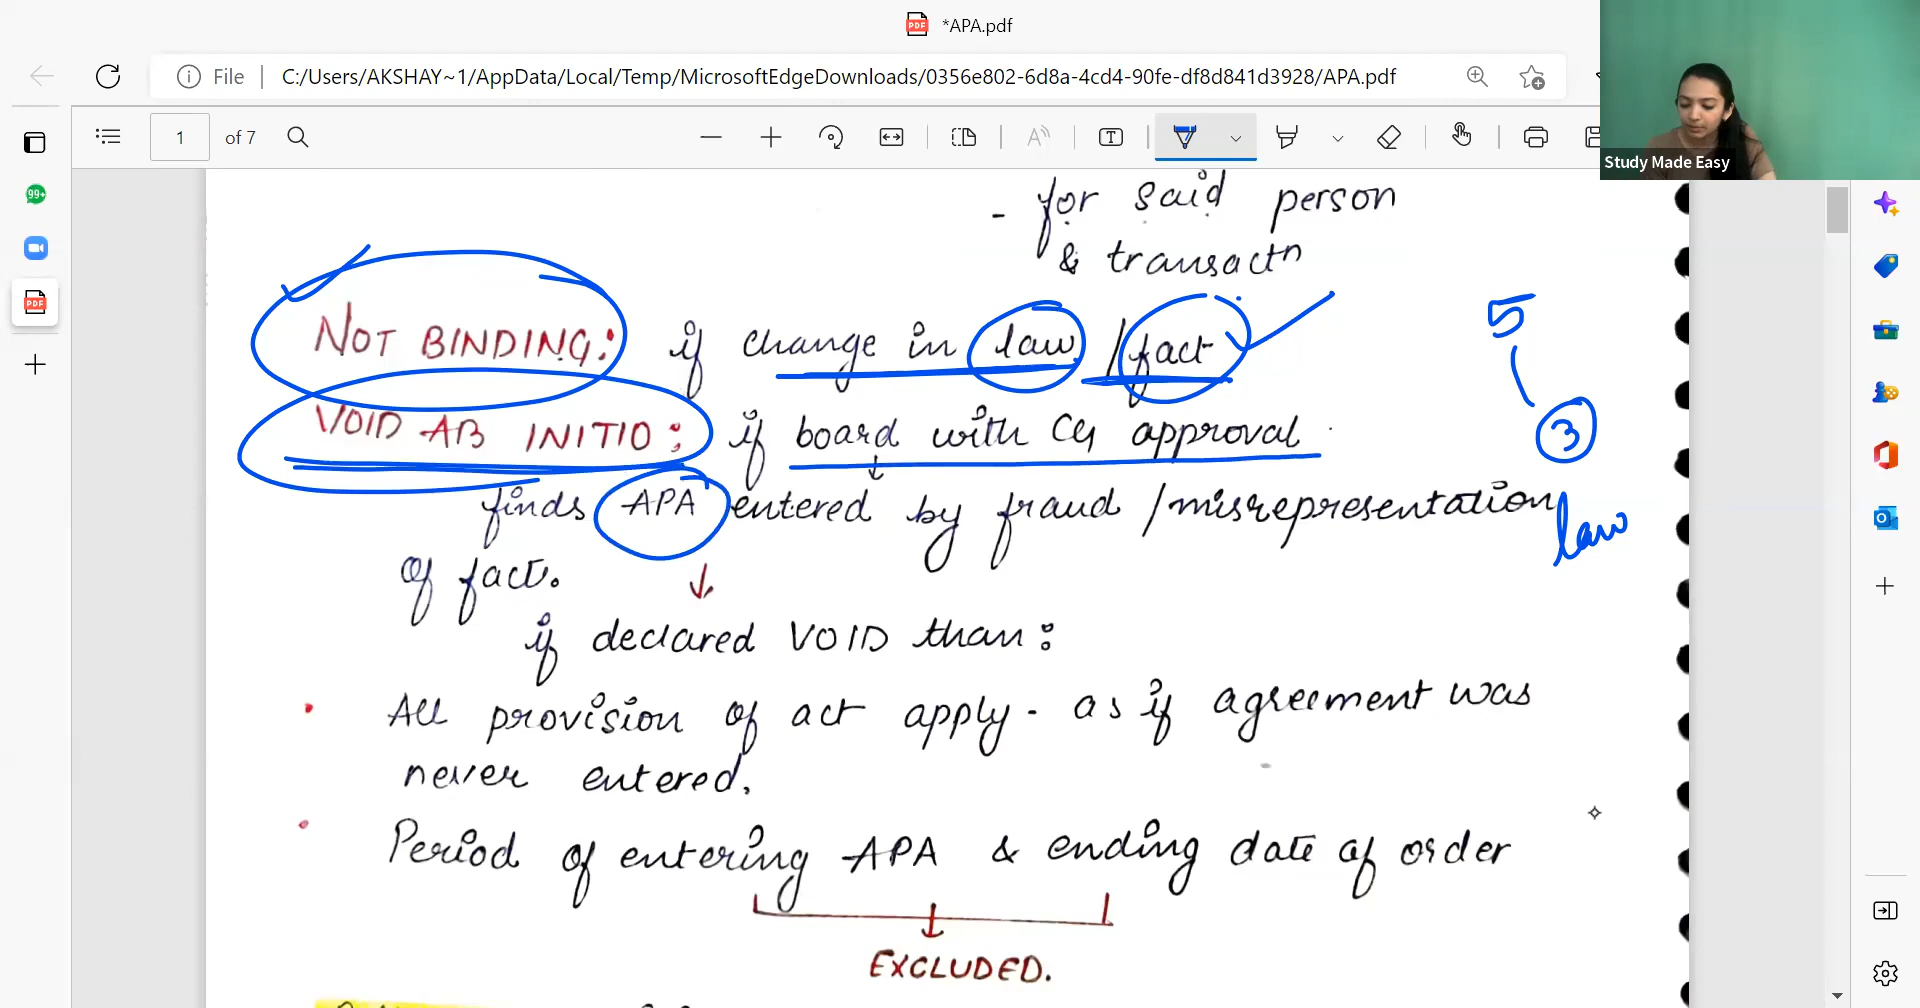 *APA.pdf
File | C:/Users/AKSHAY~1/AppData/Local/Temp/MicrosoftEdgeDownloads/0356e802-6d8a-4cd4-90fe-df8d841d3928/APA.pdf
1 of 7
Study Made Easy
99+
PDF
- for said person
& transactn
NOT BINDING: if change in law / fact
5
VOID AB INITIO: if board with CG approval
3
finds APA entered by fraud / misrepresentation
law
of fact.
if declared VOID than:
• All provision of act apply - as if agreement was
never entered.
• Period of entering APA & ending date of order
EXCLUDED.